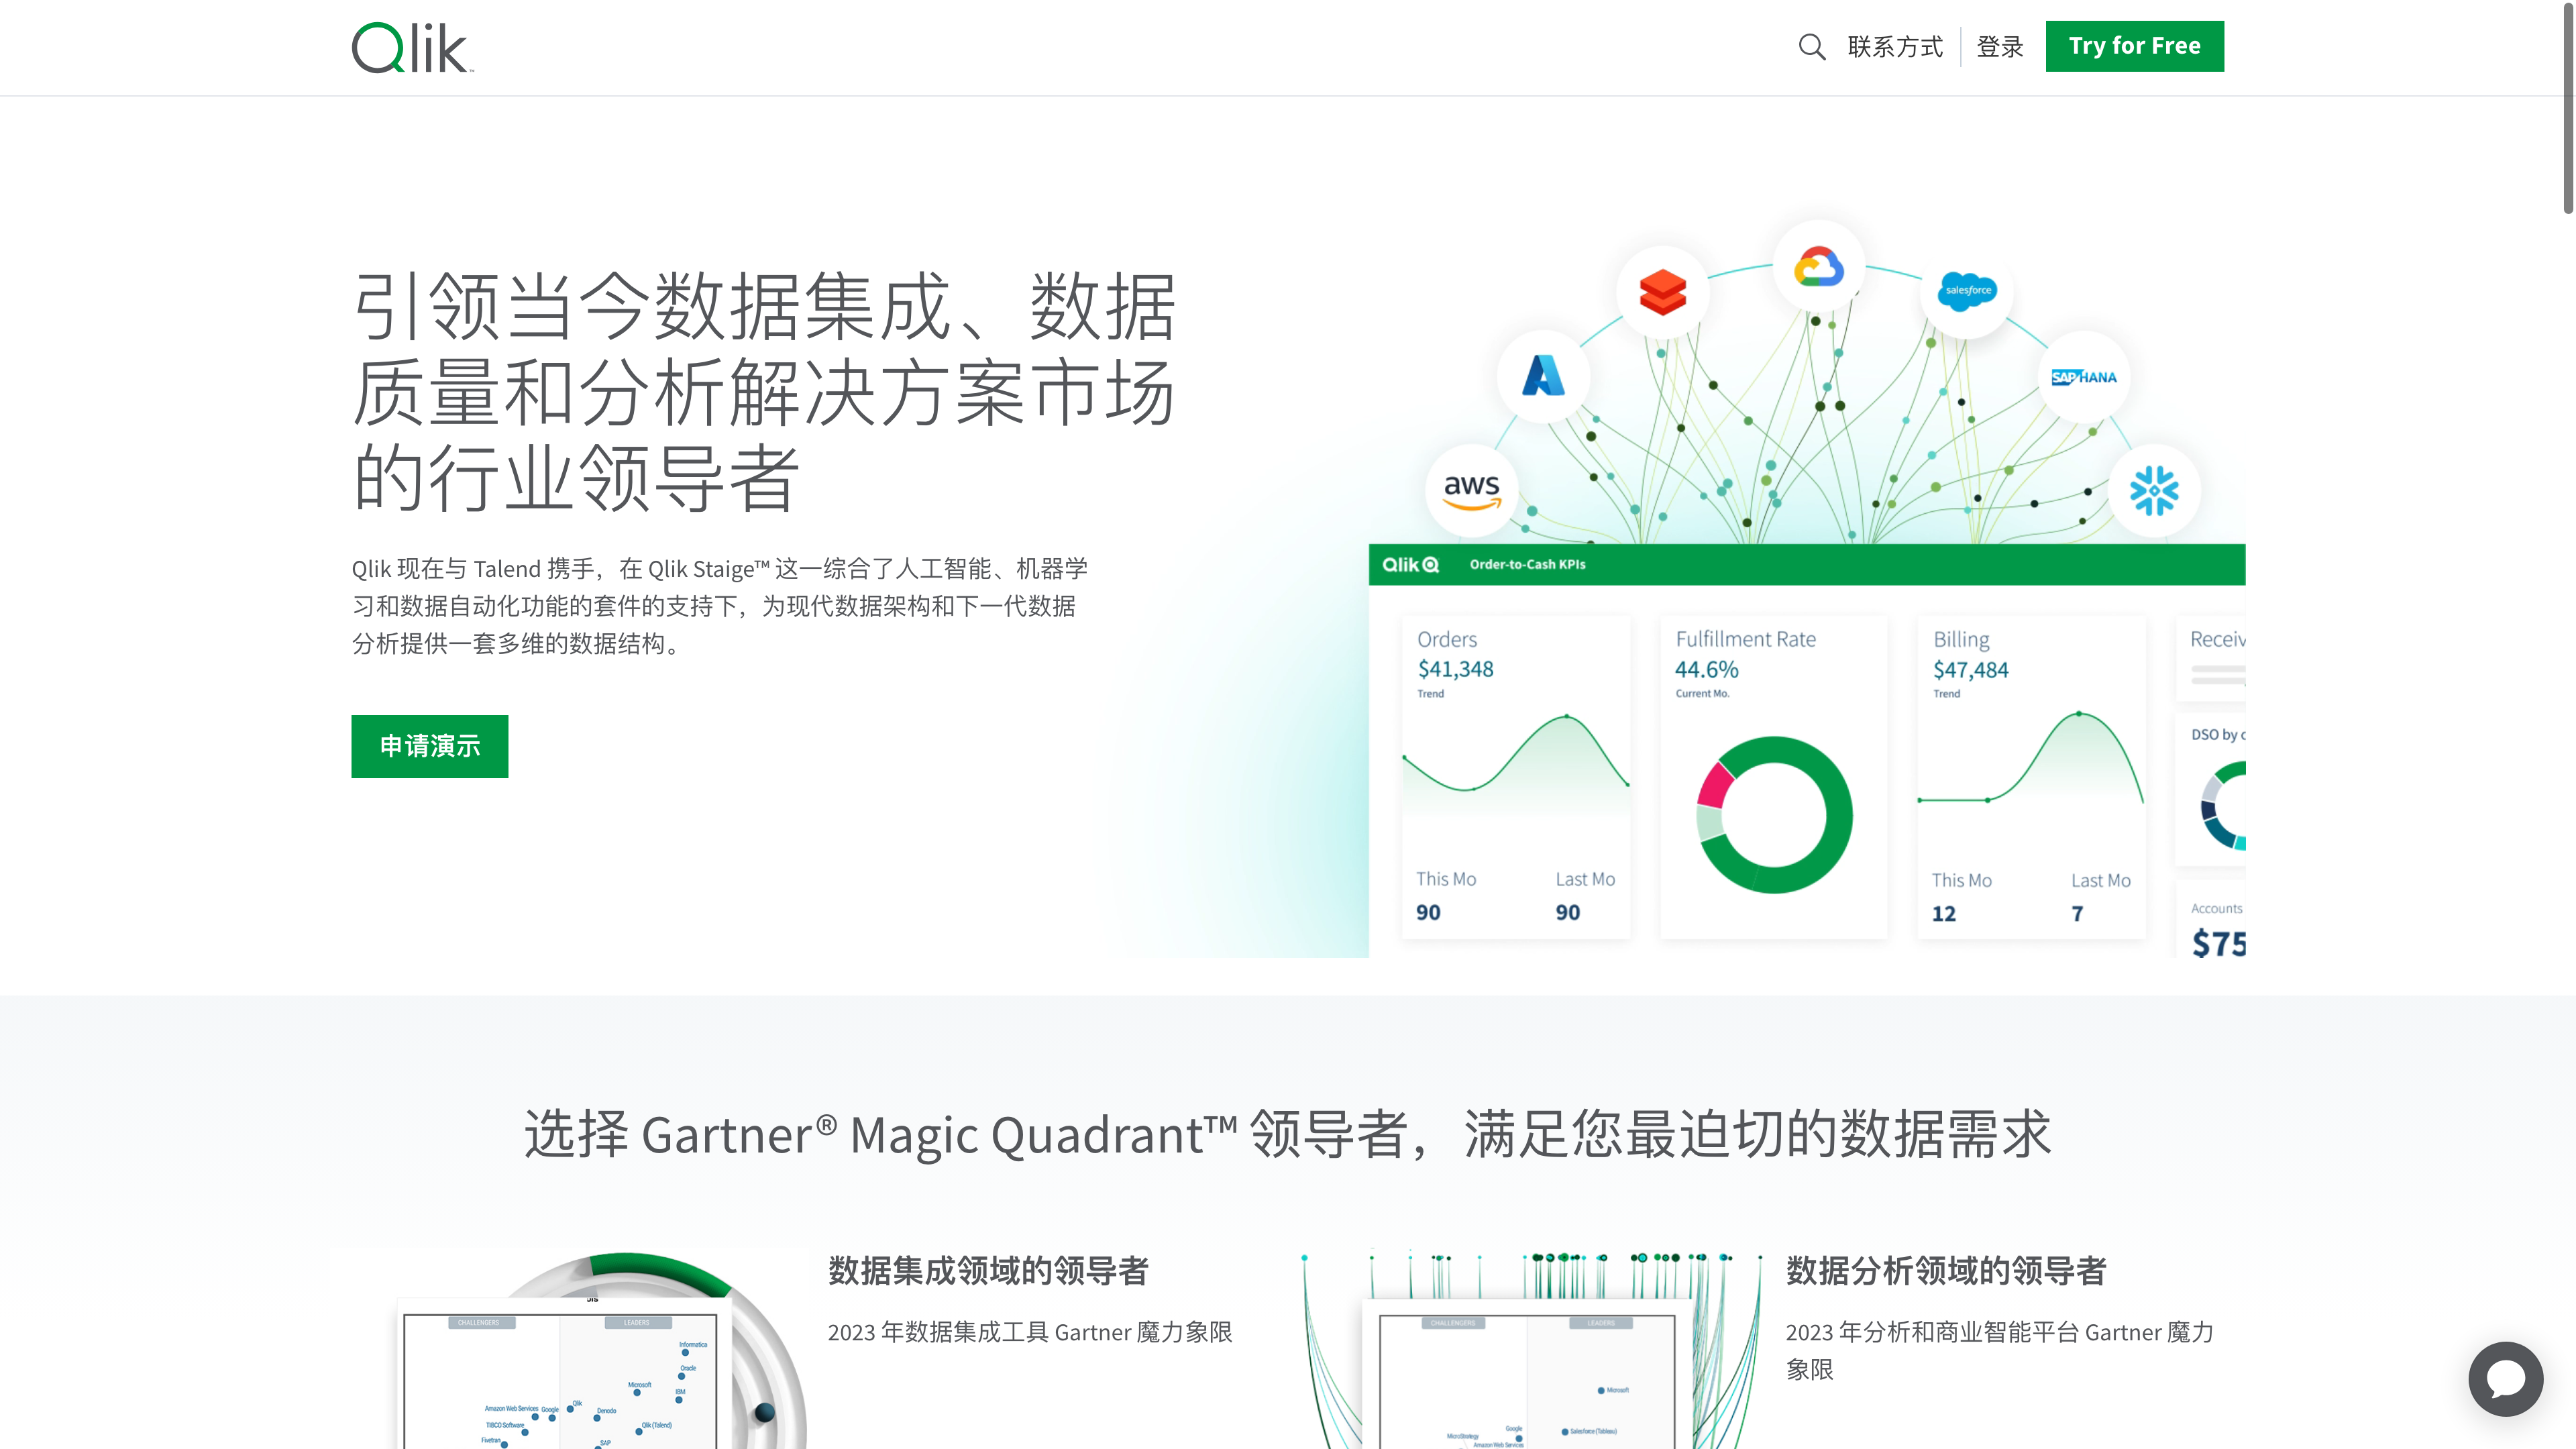 Qlik
联系方式
登录
Try for Free
引领当今数据集成、数据
质量和分析解决方案市场
的行业领导者
Qlik 现在与 Talend 携手，在 Qlik Staige™ 这一综合了人工智能、机器学
习和数据自动化功能的套件的支持下，为现代数据架构和下一代数据
分析提供一套多维的数据结构。
申请演示
salesforce
SAP HANA
aws
Qlik Order-to-Cash KPIs
Orders
$41,348
Trend
This Mo Last Mo
90 90
Fulfillment Rate
44.6%
Current Mo.
Billing
$47,484
Trend
This Mo Last Mo
12 7
Receiv
DSO by c
Accounts
$75
选择 Gartner® Magic Quadrant™ 领导者，满足您最迫切的数据需求
CHALLENGERS LEADERS
Informatica
Oracle
Microsoft
IBM
Qlik
Amazon Web Services Google
Denodo
TIBCO Software
Qlik (Talend)
Fivetran
SAP
数据集成领域的领导者
2023 年数据集成工具 Gartner 魔力象限
CHALLENGERS LEADERS
Microsoft
Google
Salesforce (Tableau)
MicroStrategy
Amazon Web Services
数据分析领域的领导者
2023 年分析和商业智能平台 Gartner 魔力
象限